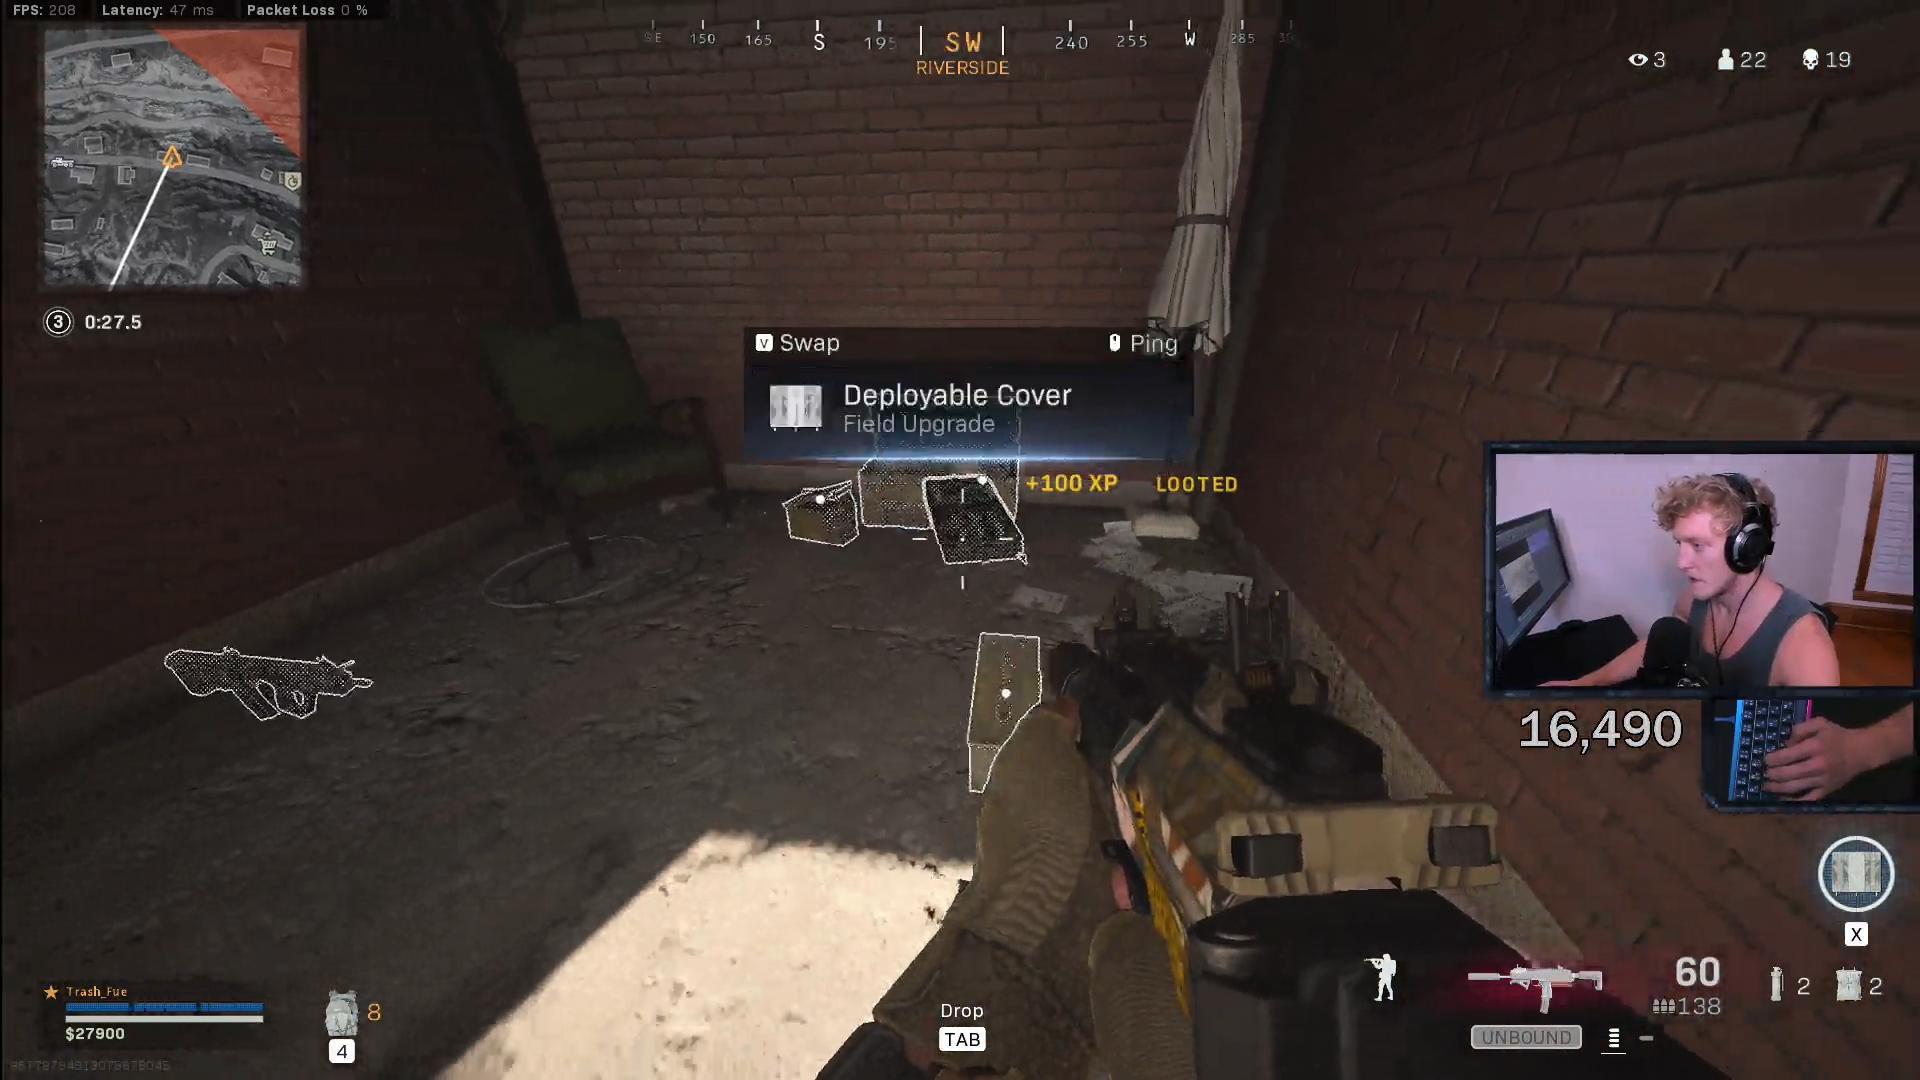 FPS: 208 Latency: 47 ms Packet Loss 0 %
SE 150 165 S 195 SW 240 255 W 285
RIVERSIDE
3 22 19
3 0:27.5
V Swap Ping
Deployable Cover
Field Upgrade
+100 XP LOOTED
16,490
X
Trash_Fue
$27900
8
4
Drop
TAB
60
138
2 2
UNBOUND